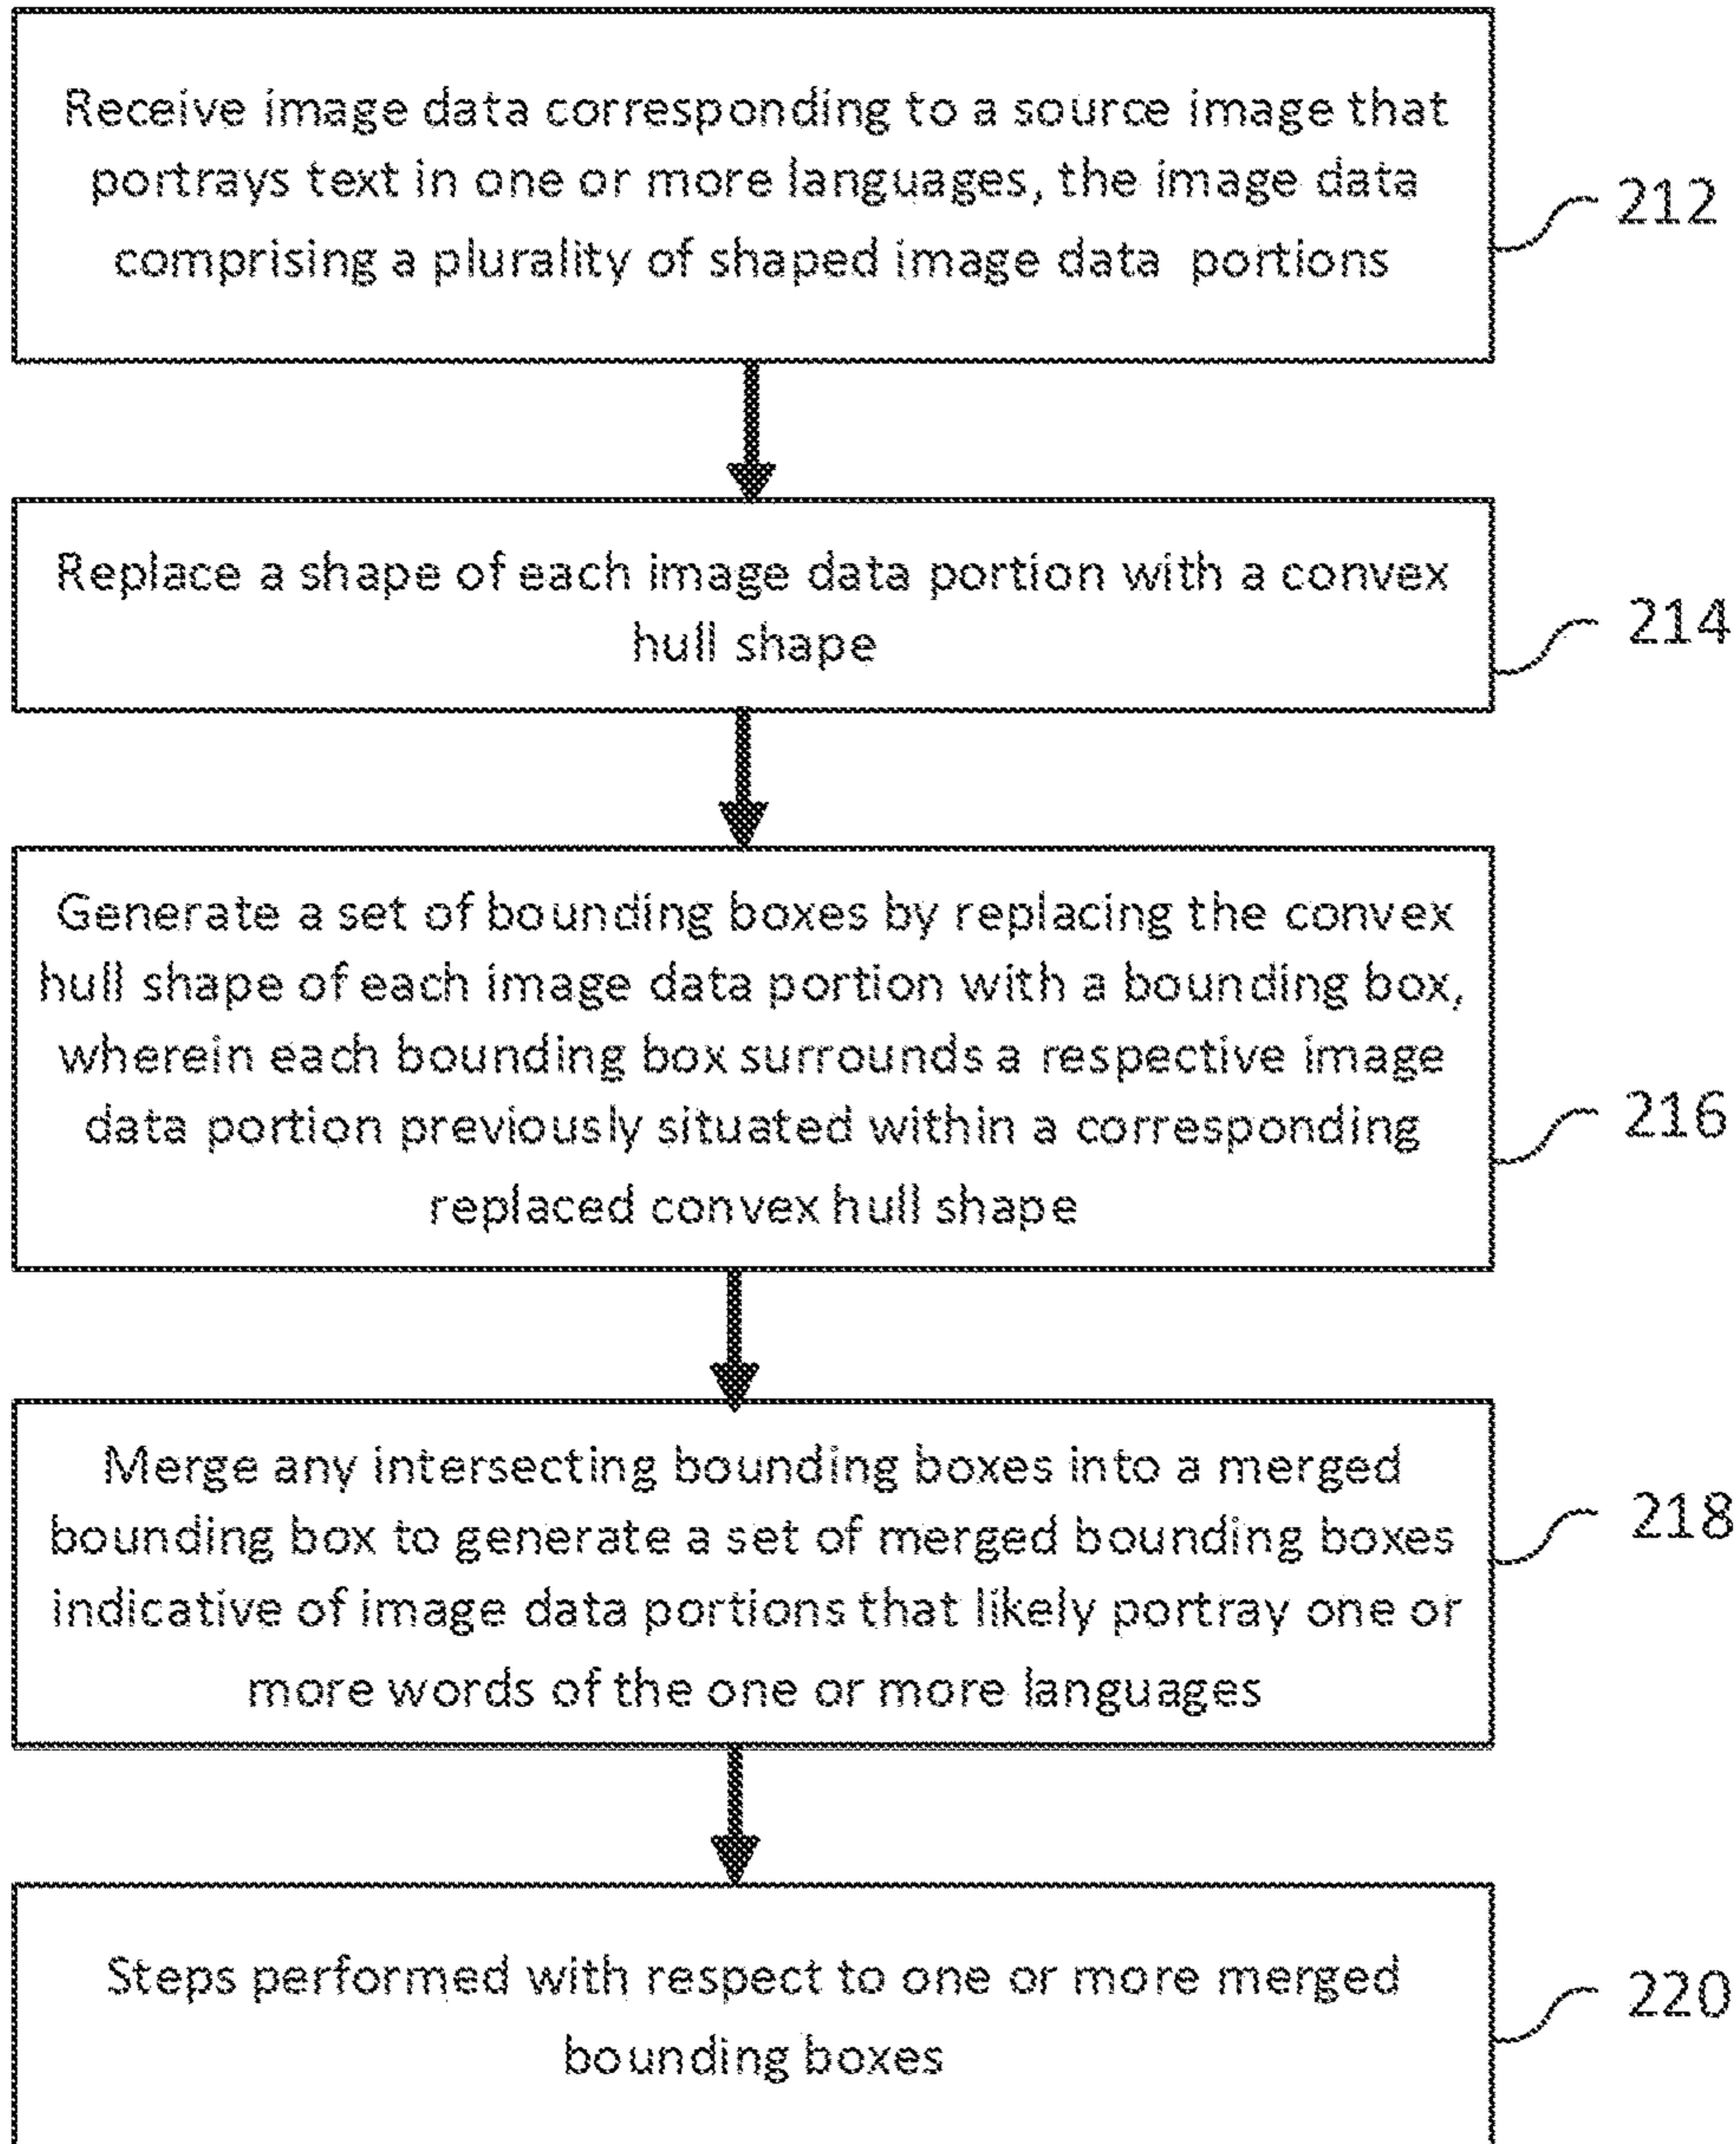 Receive image data corresponding to a source image that
portrays text in one or more languages, the image data
comprising a plurality of shaped image data portions
212
Replace a shape of each image data portion with a convex
hull shape
214
Generate a set of bounding boxes by replacing the convex
hull shape of each image data portion with a bounding box,
wherein each bounding box surrounds a respective image
data portion previously situated within a corresponding
replaced convex hull shape
216
Merge any intersecting bounding boxes into a merged
bounding box to generate a set of merged bounding boxes
indicative of image data portions that likely portray one or
more words of the one or more languages
218
Steps performed with respect to one or more merged
bounding boxes
220